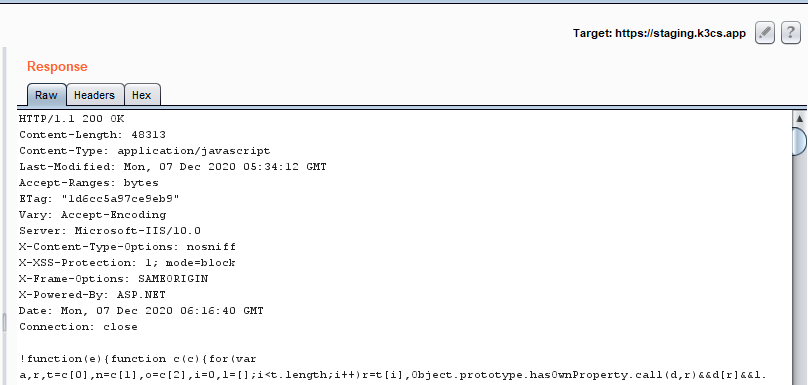 Target: https://staging.k3cs.app
?
Response
Raw Headers Hex
HTTP/1.1 200 OK
Content-Length: 48313
Content-Type: application/javascript
Last-Modified: Mon, 07 Dec 2020 05:34:12 GMT
Accept-Ranges: bytes
ETag: "1d6cc5a97ce9eb9"
Vary: Accept-Encoding
Server: Microsoft-IIS/10.0
X-Content-Type-Options: nosniff
X-XSS-Protection: 1; mode=block
X-Frame-Options: SAMEORIGIN
X-Powered-By: ASP.NET
Date: Mon, 07 Dec 2020 06:16:40 GMT
Connection: close
!function(e){function c(c){for(var
a,r,t=c[0],n=c[1],o=c[2],i=0,l=[];i<t.length;i++)r=t[i],Object.prototype.hasOwnProperty.call(d,r)&&d[r]&&l.